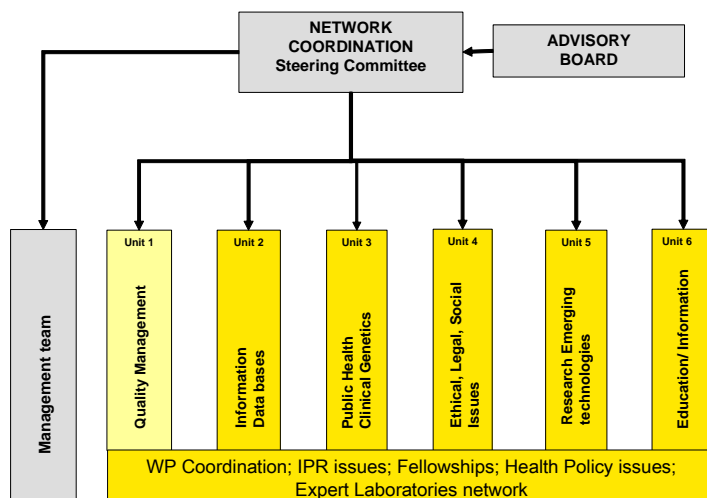 NETWORK
COORDINATION
Steering Committee
ADVISORY
BOARD
Management team
Unit 1
Quality Management
Unit 2
Information
Data bases
Unit 3
Public Health
Clinical Genetics
Unit 4
Ethical, Legal, Social
Issues
Unit 5
Research Emerging
technologies
Unit 6
Education/ Information
WP Coordination; IPR issues; Fellowships; Health Policy issues;
Expert Laboratories network